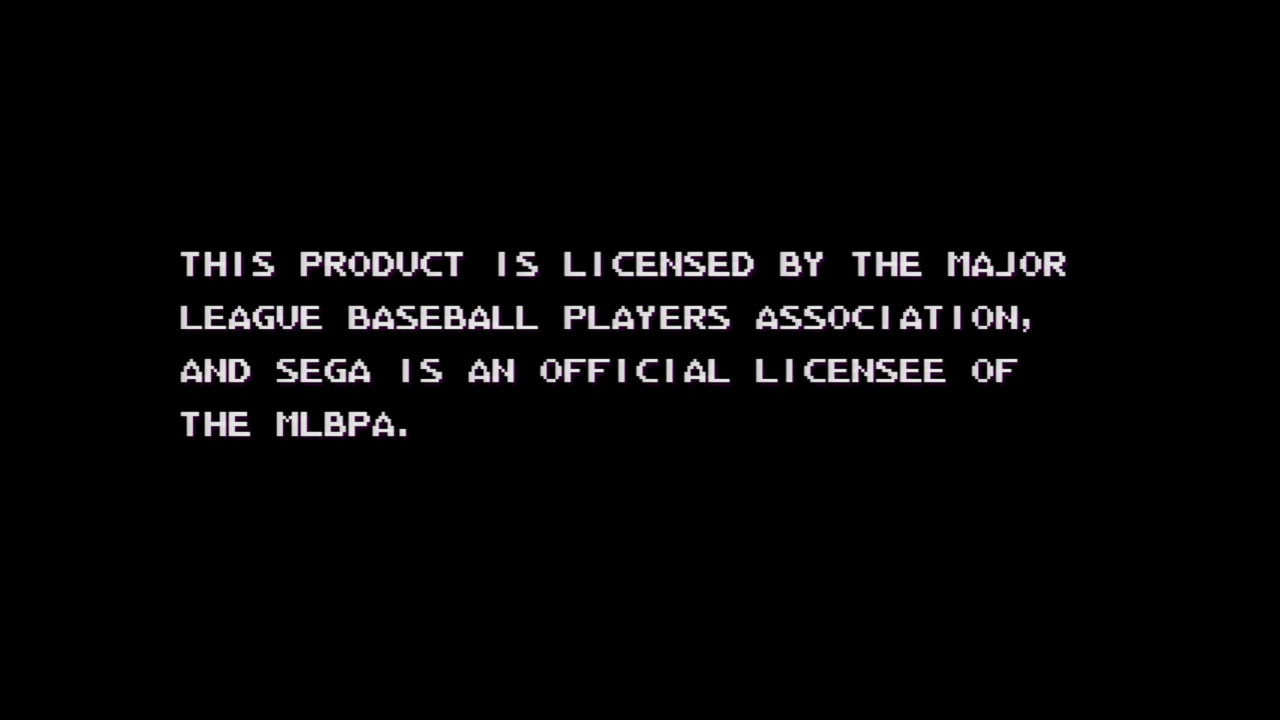 THIS PRODUCT IS LICENSED BY THE MAJOR
LEAGUE BASEBALL PLAYERS ASSOCIATION,
AND SEGA IS AN OFFICIAL LICENSEE OF
THE MLBPA.